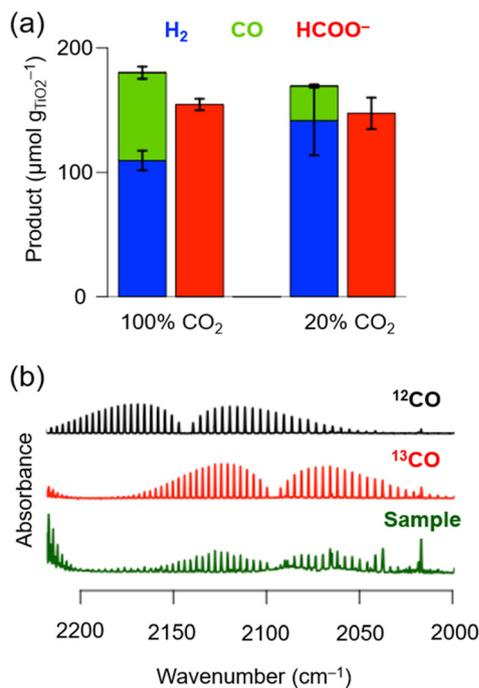 (a)
H₂ CO HCOO⁻
200
100
0
Product (μmol g_TiO2⁻¹)
100% CO₂ 20% CO₂
(b)
¹²CO
¹³CO
Sample
Absorbance
2200 2150 2100 2050 2000
Wavenumber (cm⁻¹)